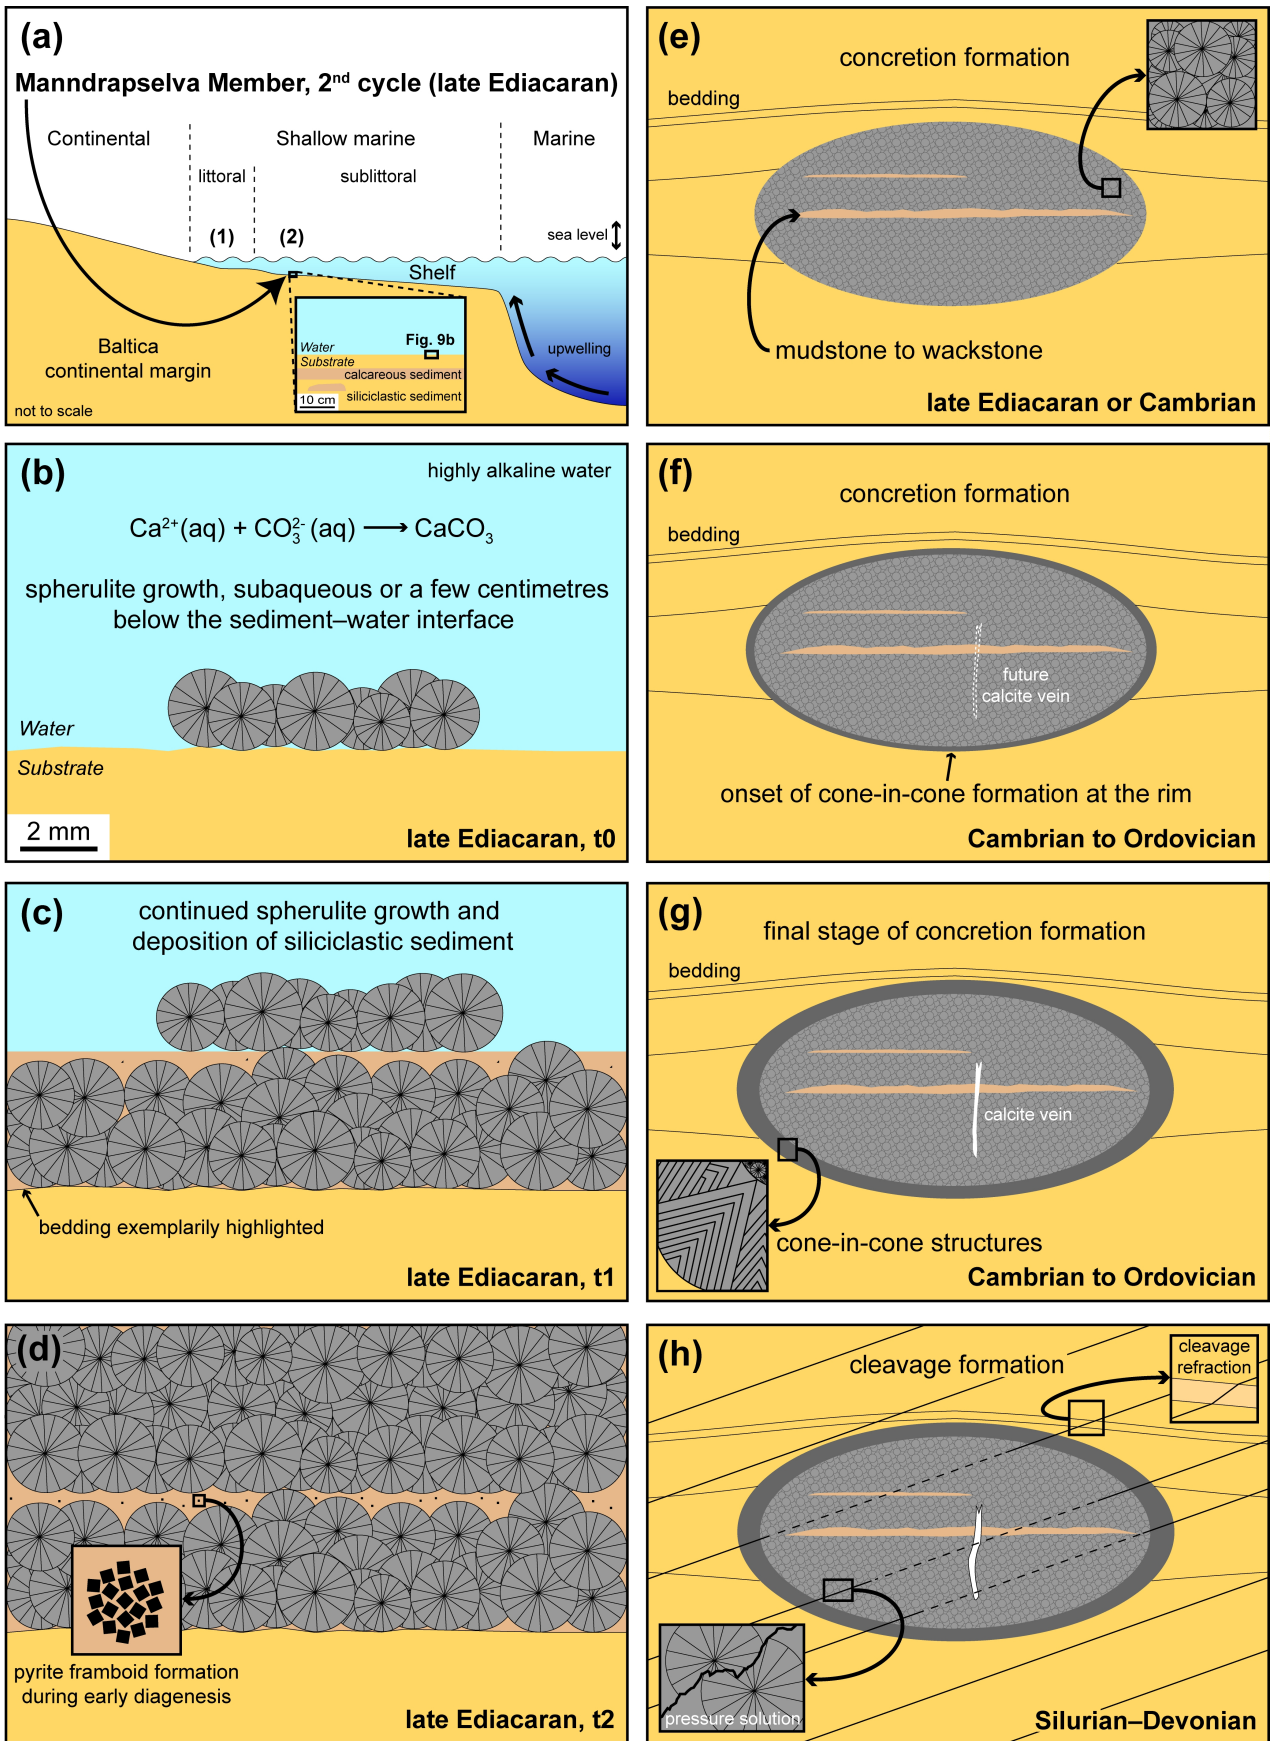 (a)
Manndrapselva Member, 2nd cycle (late Ediacaran)
Continental
Shallow marine
Marine
littoral
sublittoral
(1)
(2)
sea level
Shelf
Baltica
continental margin
not to scale
Fig. 9b
Water
Substrate
calcareous sediment
siliciclastic sediment
10 cm
upwelling
(b)
highly alkaline water
Ca2+(aq) + CO32-(aq) ⟶ CaCO3
spherulite growth, subaqueous or a few centimetres
below the sediment–water interface
Water
Substrate
2 mm
late Ediacaran, t0
(c)
continued spherulite growth and
deposition of siliciclastic sediment
bedding exemplarily highlighted
late Ediacaran, t1
(d)
pyrite framboid formation
during early diagenesis
late Ediacaran, t2
(e)
concretion formation
bedding
mudstone to wackstone
late Ediacaran or Cambrian
(f)
concretion formation
bedding
future
calcite vein
onset of cone-in-cone formation at the rim
Cambrian to Ordovician
(g)
final stage of concretion formation
bedding
calcite vein
cone-in-cone structures
Cambrian to Ordovician
(h)
cleavage formation
cleavage
refraction
pressure solution
Silurian–Devonian